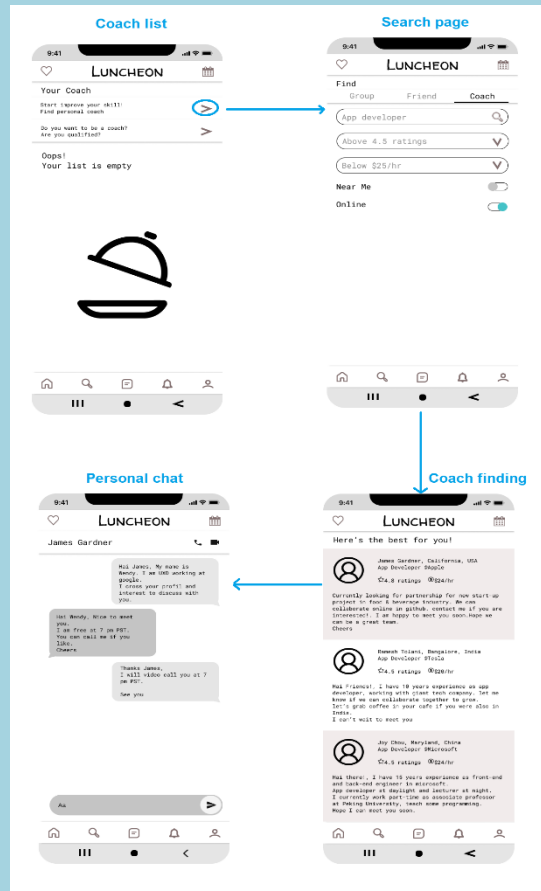 Coach list
9:41
LUNCHEON
Your Coach
Start improve your skill!
Find personal coach
Do you want to be a coach?
Are you qualified?
Oops!
Your list is empty
Search page
9:41
LUNCHEON
Find
Group Friend Coach
App developer
Above 4.5 ratings
Below $25/hr
Near Me
Online
Personal chat
9:41
LUNCHEON
James Gardner
Hai James, My name is
Wendy. I am UXD working at
google.
I cross your profil and
interest to discuss with
you.
Hei Wendy, Nice to meet
you.
I am free at 7 pm PST.
You can call me if you
like.
Cheers
Thanks James,
I will video call you at 7
pm PST.
See you
Aa
Coach finding
9:41
LUNCHEON
Here's the best for you!
James Gardner, California, USA
App Developer @Apple
4.8 ratings $24/hr
Currently looking for partnership for new start-up
project in food & beverage industry. We can
collaborate online in github. contact me if you are
interested!. I am happy to meet you soon.Hope we
can be a great team.
Cheers
Ramesh Tolani, Bangalore, India
App Developer @Tesla
4.5 ratings $20/hr
Hai Friends!, I have 10 years experience as app
developer, working with giant tech company. let me
know if we can collaborate together to grow.
let's grab coffee in your cafe if you were also in
India.
I can't wait to meet you
Joy Chou, Maryland, China
App Developer @Microsoft
4.5 ratings $24/hr
Hai there!, I have 15 years experience as front-end
and back-end engineer in microsoft.
App developer at daylight and lecturer at night.
I currently work part-time as associate professor
at Peking University, teach some programming.
Hope I can meet you soon.